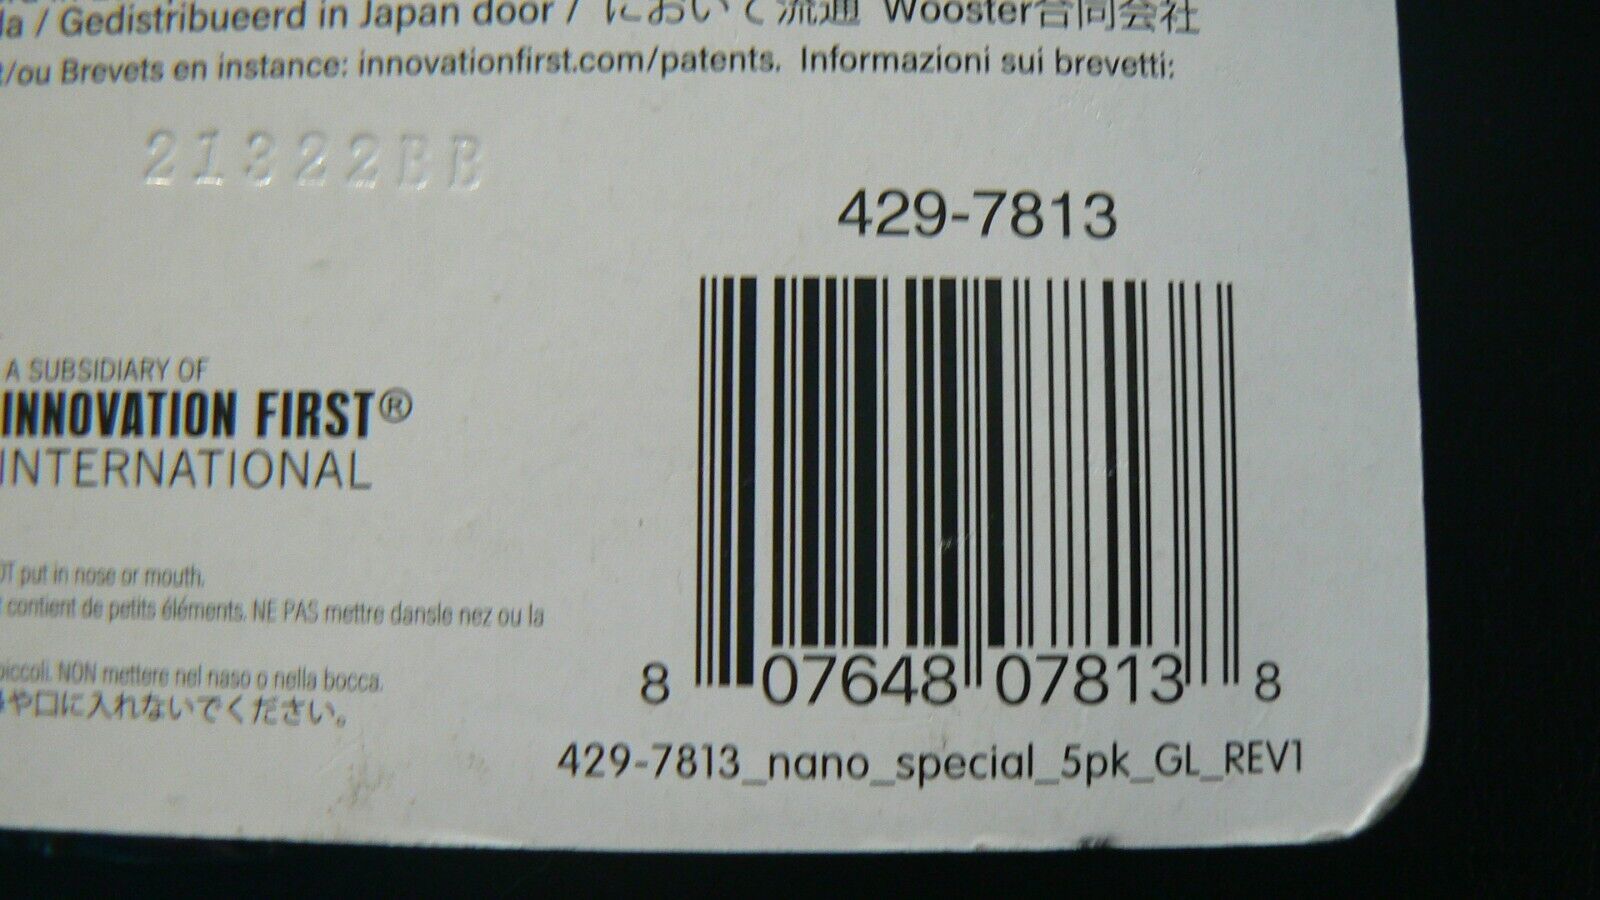 / Gedistribueerd in Japan door / において流通 Wooster合同会社
/ou Brevets en instance: innovationfirst.com/patents. Informazioni sui brevetti:
21322BB
429-7813
A SUBSIDIARY OF
INNOVATION FIRST®
INTERNATIONAL
put in nose or mouth.
contient de petits éléments. NE PAS mettre dansle nez ou la
piccoli. NON mettere nel naso o nella bocca.
や口に入れないでください。
8 07648 07813 8
429-7813_nano_special_5pk_GL_REV1